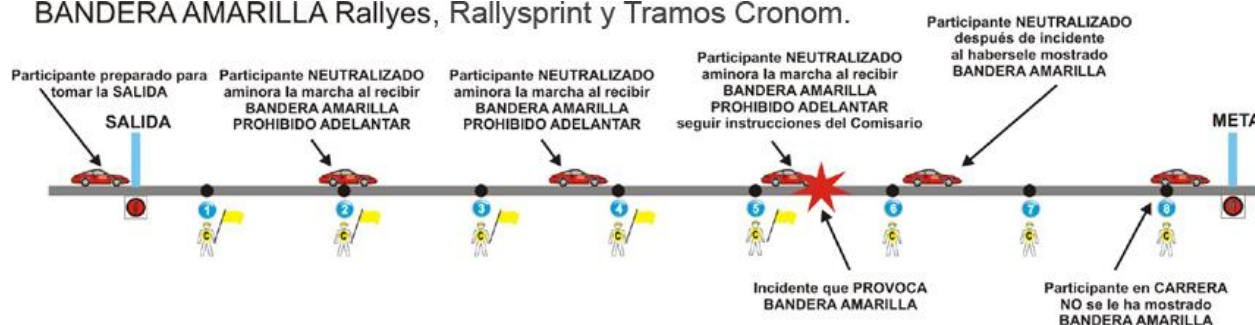 BANDERA AMARILLA Rallyes, Rallysprint y Tramos Cronom.
Participante preparado para
tomar la SALIDA
SALIDA
Participante NEUTRALIZADO
aminora la marcha al recibir
BANDERA AMARILLA
PROHIBIDO ADELANTAR
Participante NEUTRALIZADO
aminora la marcha al recibir
BANDERA AMARILLA
PROHIBIDO ADELANTAR
Participante NEUTRALIZADO
aminora la marcha al recibir
BANDERA AMARILLA
PROHIBIDO ADELANTAR
seguir instrucciones del Comisario
Participante NEUTRALIZADO
después de incidente
al habersele mostrado
BANDERA AMARILLA
META
1 2 3 4 5 6 7 8
C C C C C C C
Incidente que PROVOCA
BANDERA AMARILLA
Participante en CARRERA
NO se le ha mostrado
BANDERA AMARILLA